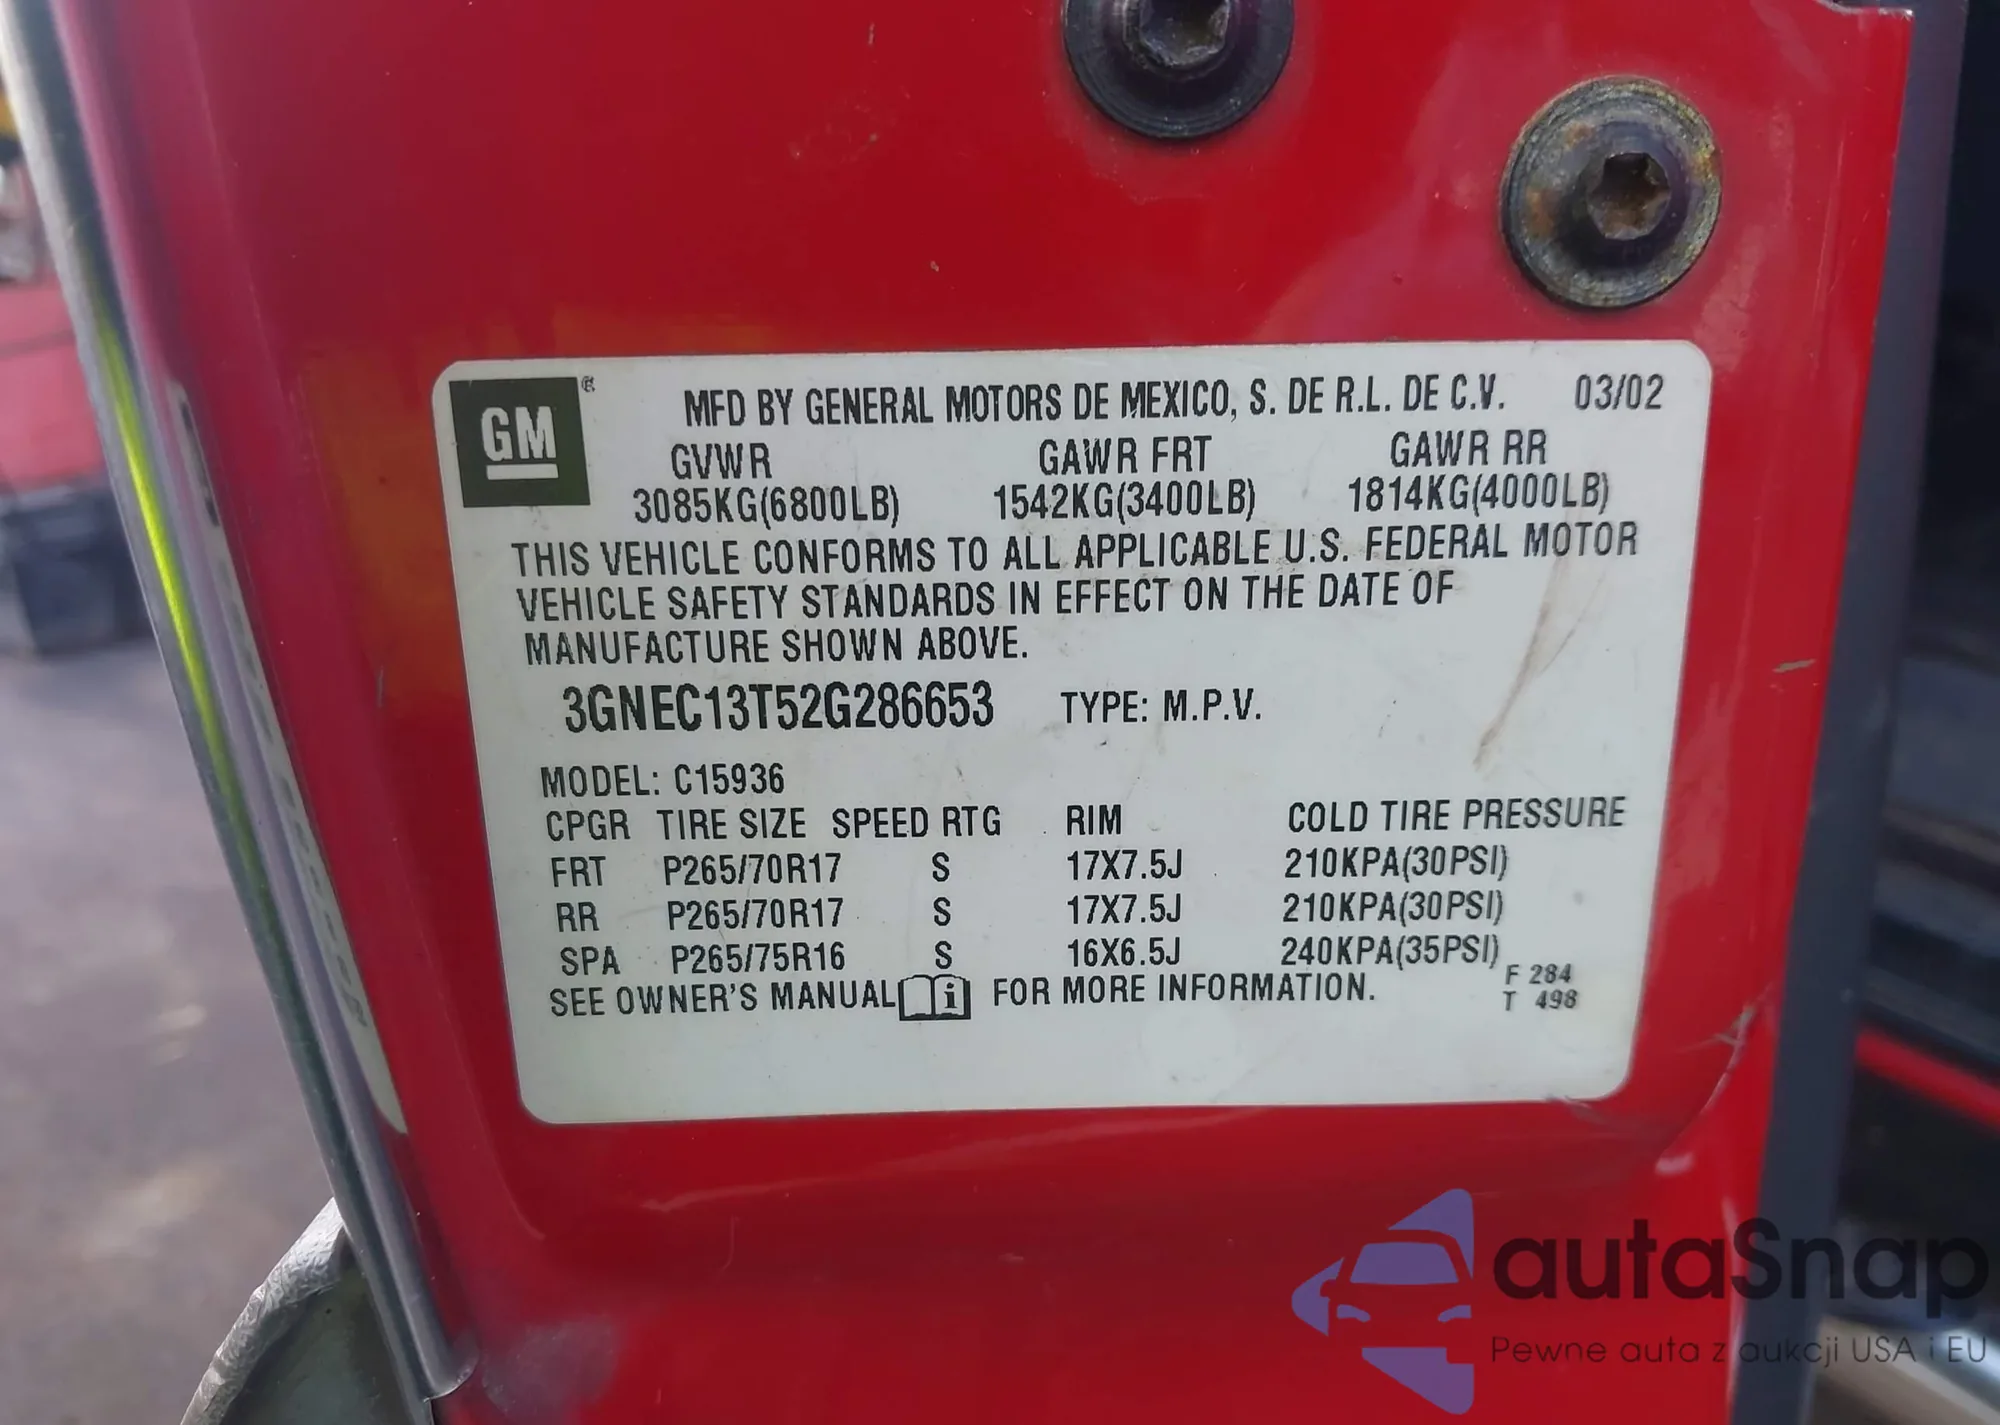 GM ® MFD BY GENERAL MOTORS DE MEXICO, S. DE R.L. DE C.V. 03/02
GVWR GAWR FRT GAWR RR
3085KG(6800LB) 1542KG(3400LB) 1814KG(4000LB)
THIS VEHICLE CONFORMS TO ALL APPLICABLE U.S. FEDERAL MOTOR
VEHICLE SAFETY STANDARDS IN EFFECT ON THE DATE OF
MANUFACTURE SHOWN ABOVE.
3GNEC13T52G286653 TYPE: M.P.V.
MODEL: C15936
CPGR TIRE SIZE SPEED RTG RIM COLD TIRE PRESSURE
FRT P265/70R17 S 17X7.5J 210KPA(30PSI)
RR P265/70R17 S 17X7.5J 210KPA(30PSI)
SPA P265/75R16 S 16X6.5J 240KPA(35PSI)
SEE OWNER'S MANUAL i FOR MORE INFORMATION.
F 284
T 498
autaSnap
Pewne auta z aukcji USA i EU